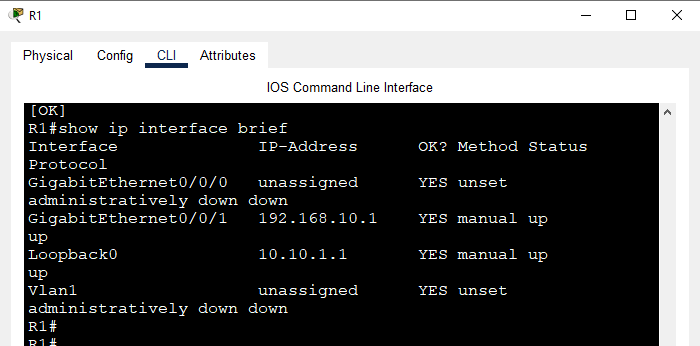 R1
Physical Config CLI Attributes
IOS Command Line Interface
[OK]
R1#show ip interface brief
Interface IP-Address OK? Method Status
Protocol
GigabitEthernet0/0/0 unassigned YES unset
administratively down down
GigabitEthernet0/0/1 192.168.10.1 YES manual up
up
Loopback0 10.10.1.1 YES manual up
up
Vlan1 unassigned YES unset
administratively down down
R1#
R1#